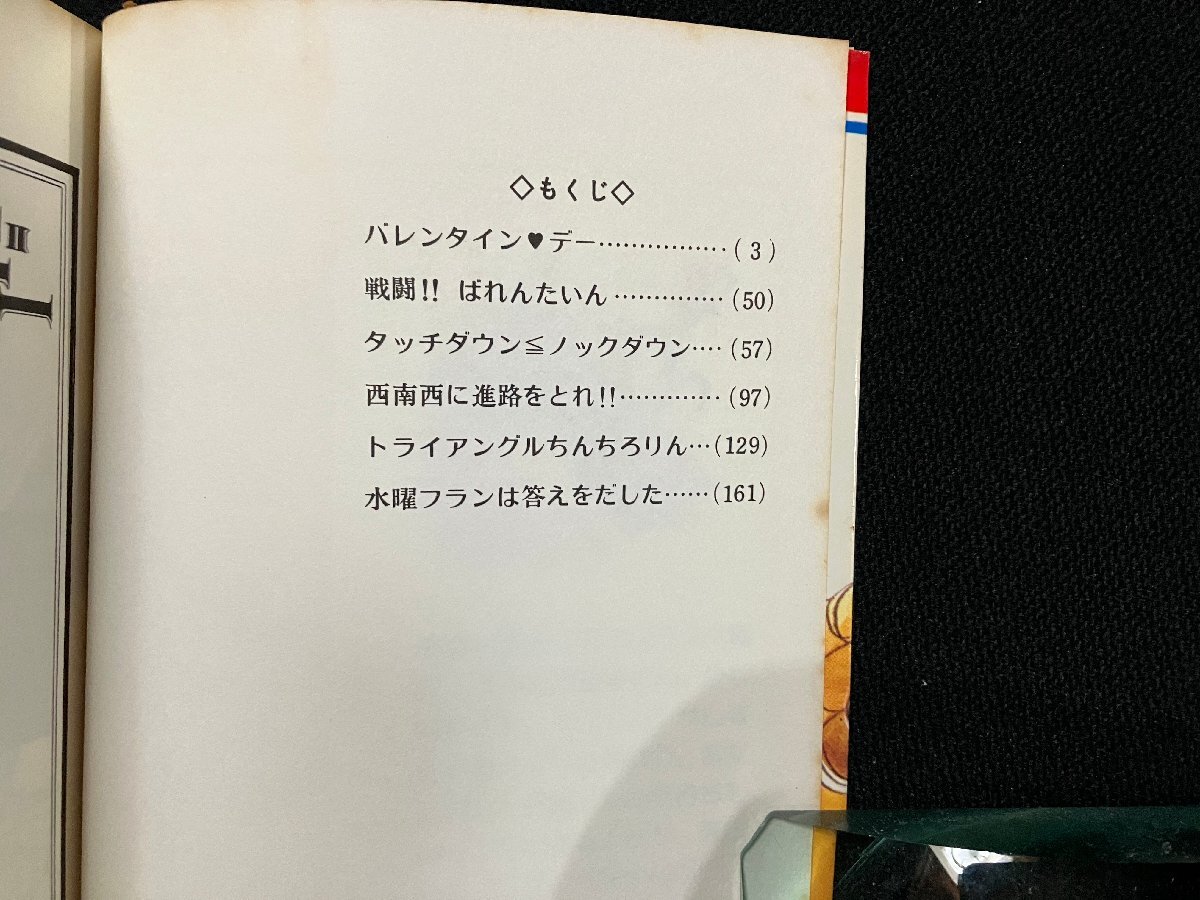 ◇もくじ◇
バレンタイン♥デー………………(3)
戦闘!! ばれんたいん……………(50)
タッチダウン≦ノックダウン‥‥(57)
西南西に進路をとれ!!…………(97)
トライアングルちんちろりん…(129)
水曜フランは答えをだした……(161)
II